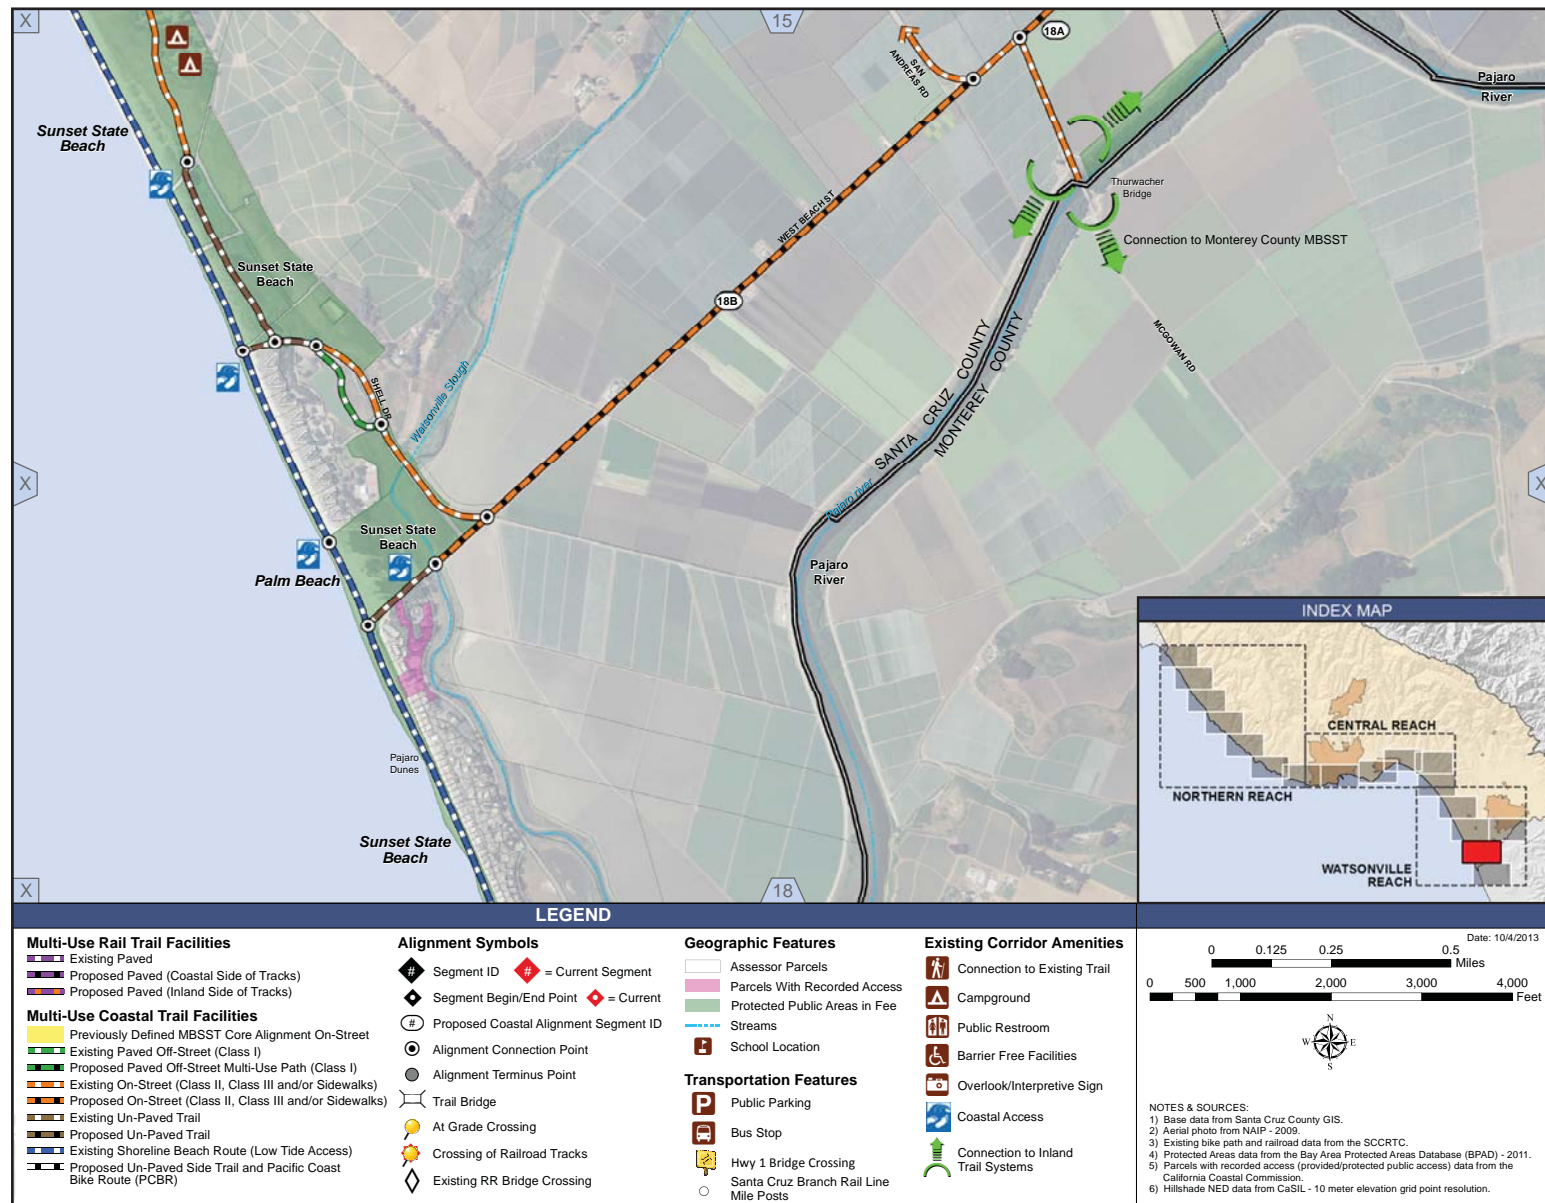 X
15
18A
SAN
ANDREAS RD
Pajaro
River
Sunset State
Beach
Thurwacher
Bridge
WEST BEACH ST
Connection to Monterey County MBSST
Sunset State
Beach
18B
MCGOWAN RD
SANTA CRUZ COUNTY
MONTEREY COUNTY
SHELL DR
Watsonville Slough
X
X
Pajaro river
Sunset State
Beach
Palm Beach
Pajaro
River
Pajaro
Dunes
Sunset State
Beach
X
18
INDEX MAP
CENTRAL REACH
NORTHERN REACH
WATSONVILLE
REACH
LEGEND
Multi-Use Rail Trail Facilities
Existing Paved
Proposed Paved (Coastal Side of Tracks)
Proposed Paved (Inland Side of Tracks)
Multi-Use Coastal Trail Facilities
Previously Defined MBSST Core Alignment On-Street
Existing Paved Off-Street (Class I)
Proposed Paved Off-Street Multi-Use Path (Class I)
Existing On-Street (Class II, Class III and/or Sidewalks)
Proposed On-Street (Class II, Class III and/or Sidewalks)
Existing Un-Paved Trail
Proposed Un-Paved Trail
Existing Shoreline Beach Route (Low Tide Access)
Proposed Un-Paved Side Trail and Pacific Coast
Bike Route (PCBR)
Alignment Symbols
# Segment ID # = Current Segment
Segment Begin/End Point = Current
# Proposed Coastal Alignment Segment ID
Alignment Connection Point
Alignment Terminus Point
Trail Bridge
At Grade Crossing
Crossing of Railroad Tracks
Existing RR Bridge Crossing
Geographic Features
Assessor Parcels
Parcels With Recorded Access
Protected Public Areas in Fee
Streams
School Location
Transportation Features
P Public Parking
Bus Stop
Hwy 1 Bridge Crossing
Santa Cruz Branch Rail Line
Mile Posts
Existing Corridor Amenities
Connection to Existing Trail
Campground
Public Restroom
Barrier Free Facilities
Overlook/Interpretive Sign
Coastal Access
Connection to Inland
Trail Systems
Date: 10/4/2013
0 0.125 0.25 0.5
Miles
0 500 1,000 2,000 3,000 4,000
Feet
N
W E
S
NOTES & SOURCES:
1) Base data from Santa Cruz County GIS.
2) Aerial photo from NAIP - 2009.
3) Existing bike path and railroad data from the SCCRTC.
4) Protected Areas data from the Bay Area Protected Areas Database (BPAD) - 2011.
5) Parcels with recorded access (provided/protected public access) data from the
California Coastal Commission.
6) Hillshade NED data from CaSIL - 10 meter elevation grid point resolution.